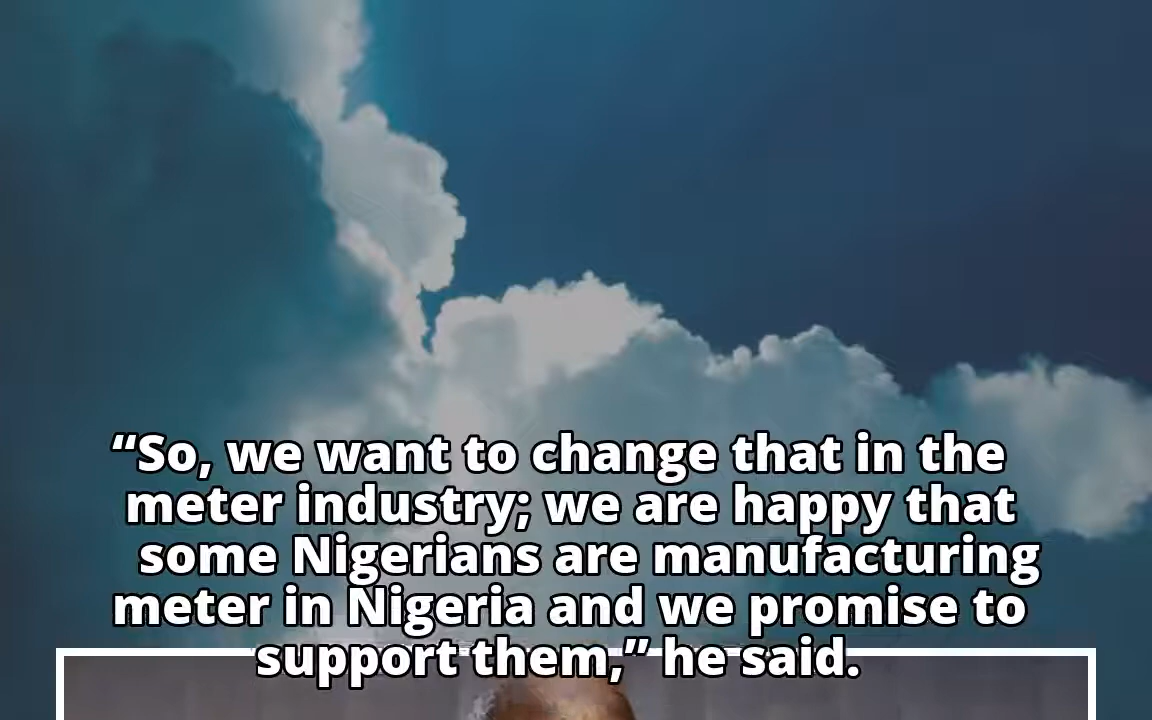 “So, we want to change that in the
meter industry; we are happy that
some Nigerians are manufacturing
meter in Nigeria and we promise to
support them,” he said.